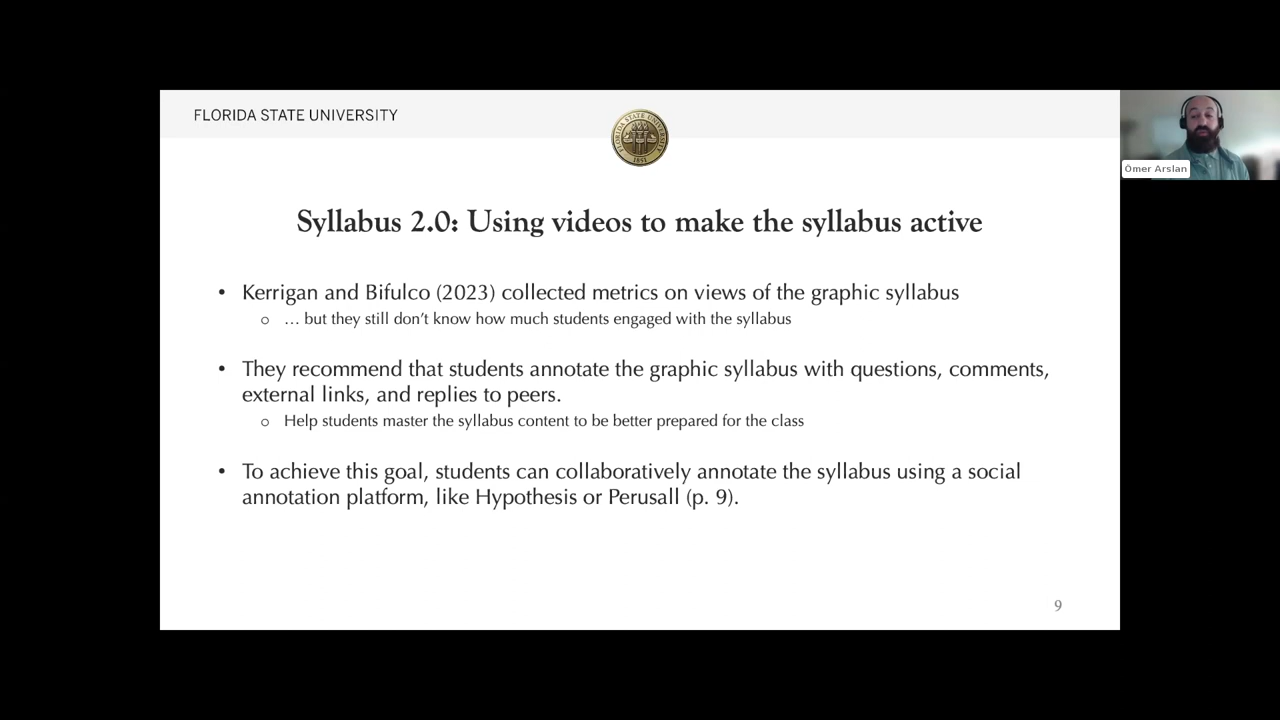 FLORIDA STATE UNIVERSITY
FLORIDA STATE UNIVERSITY
1851
Ömer Arslan
Syllabus 2.0: Using videos to make the syllabus active
• Kerrigan and Bifulco (2023) collected metrics on views of the graphic syllabus
o … but they still don’t know how much students engaged with the syllabus
• They recommend that students annotate the graphic syllabus with questions, comments,
external links, and replies to peers.
o Help students master the syllabus content to be better prepared for the class
• To achieve this goal, students can collaboratively annotate the syllabus using a social
annotation platform, like Hypothesis or Perusall (p. 9).
9